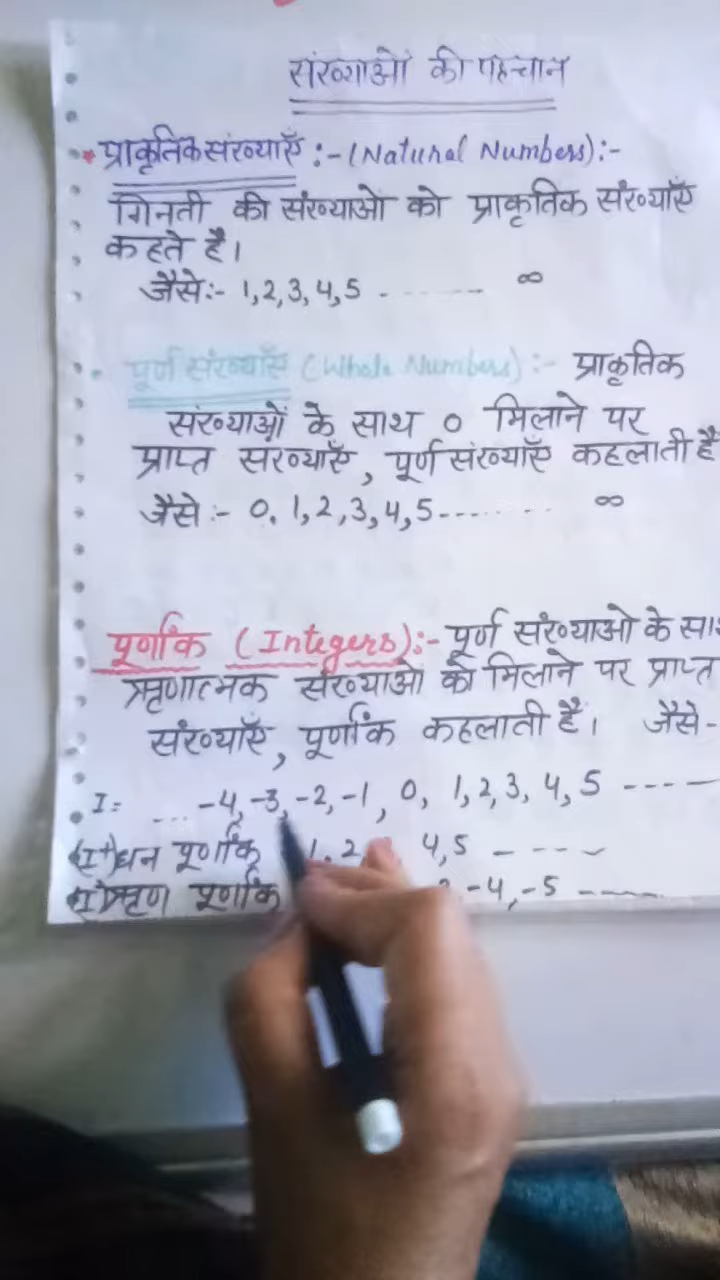 संख्याओं की पहचान
* प्राकृतिक संख्याएँ :- (Natural Numbers):-
गिनती की संख्याओं को प्राकृतिक संख्याएँ
कहते है।
जैसे:- 1,2,3,4,5 - - - - - - ∞
पूर्ण संख्याएँ (Whole Numbers):- प्राकृतिक
संख्याओं के साथ 0 मिलाने पर
प्राप्त संख्याएँ, पूर्ण संख्याएँ कहलाती है
जैसे:- 0, 1,2,3,4,5- - - - - - - ∞
पूर्णांक (Integers):- पूर्ण संख्याओ के
ऋणात्मक संख्याओ को मिलाने पर प्राप्त
संख्याएँ, पूर्णांक कहलाती हैं। जैसे-
I= ... -4,-3,-2,-1, 0, 1,2,3,4,5 - - - -
(I+) धन पूर्णांक 1,2 4,5 - - - -
ऋण पूर्णांक -4,-5 - - - -